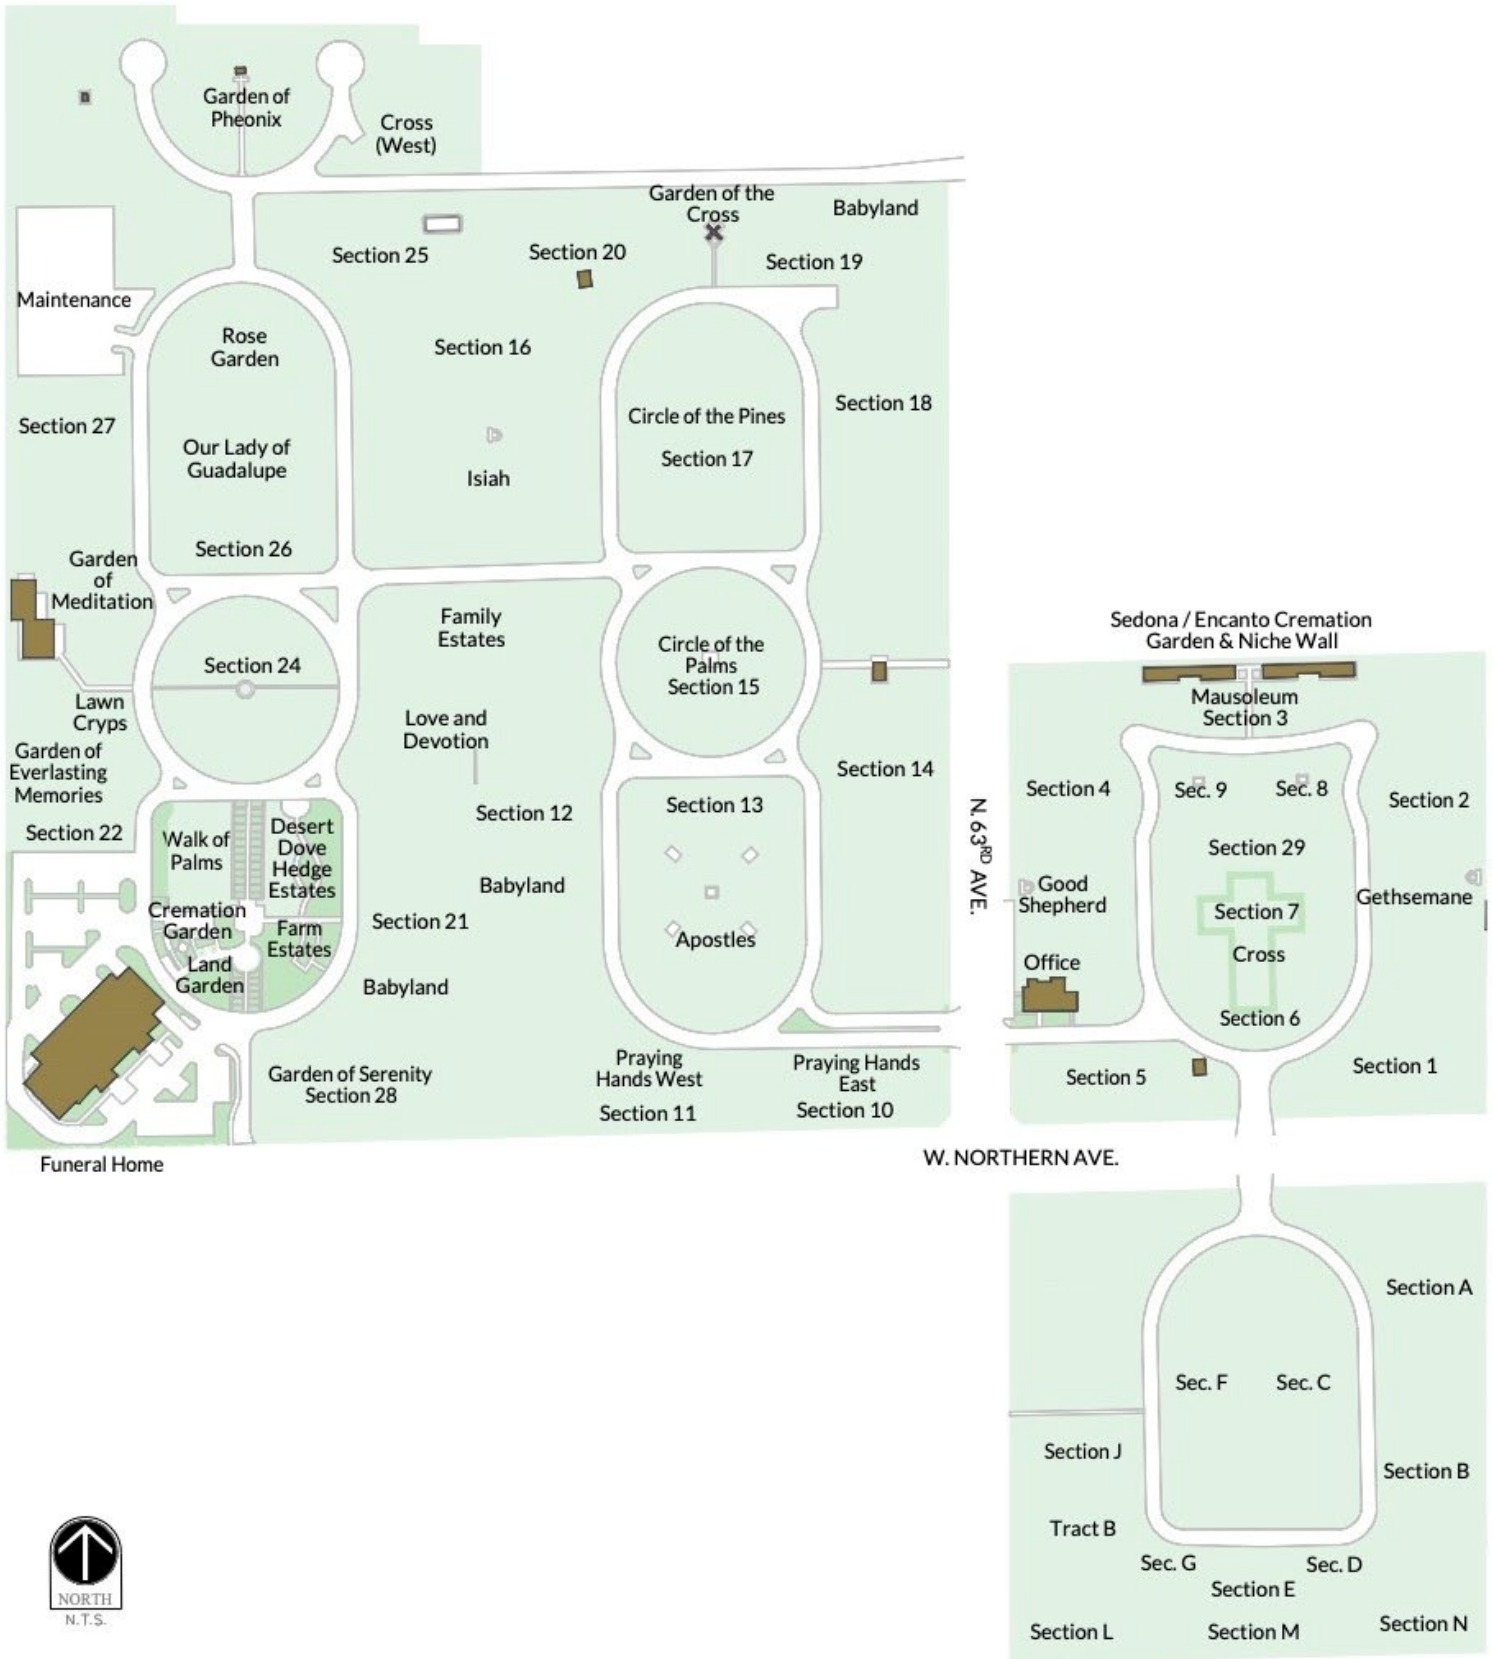 Garden of
Pheonix
Cross
(West)
Garden of the
Cross
Babyland
Section 25
Section 20
Section 19
Maintenance
Rose
Garden
Section 16
Section 27
Our Lady of
Guadalupe
Isiah
Circle of the Pines
Section 17
Section 18
Section 26
Garden
of
Meditation
Family
Estates
Section 24
Circle of the
Palms
Section 15
Lawn
Cryps
Love and
Devotion
Garden of
Everlasting
Memories
Section 22
Section 12
Section 13
Section 14
Walk of
Palms
Desert
Dove
Hedge
Estates
Babyland
Cremation
Garden
Farm
Estates
Section 21
Land
Garden
Babyland
Apostles
Garden of Serenity
Section 28
Praying
Hands West
Section 11
Praying Hands
East
Section 10
Funeral Home
N. 63RD AVE.
W. NORTHERN AVE.
Sedona / Encanto Cremation
Garden & Niche Wall
Mausoleum
Section 3
Section 4
Sec. 9
Sec. 8
Section 2
Section 29
Good
Shepherd
Section 7
Gethsemane
Cross
Office
Section 6
Section 5
Section 1
Section A
Sec. F
Sec. C
Section J
Section B
Tract B
Sec. G
Sec. D
Section E
Section L
Section M
Section N
NORTH
N.T.S.